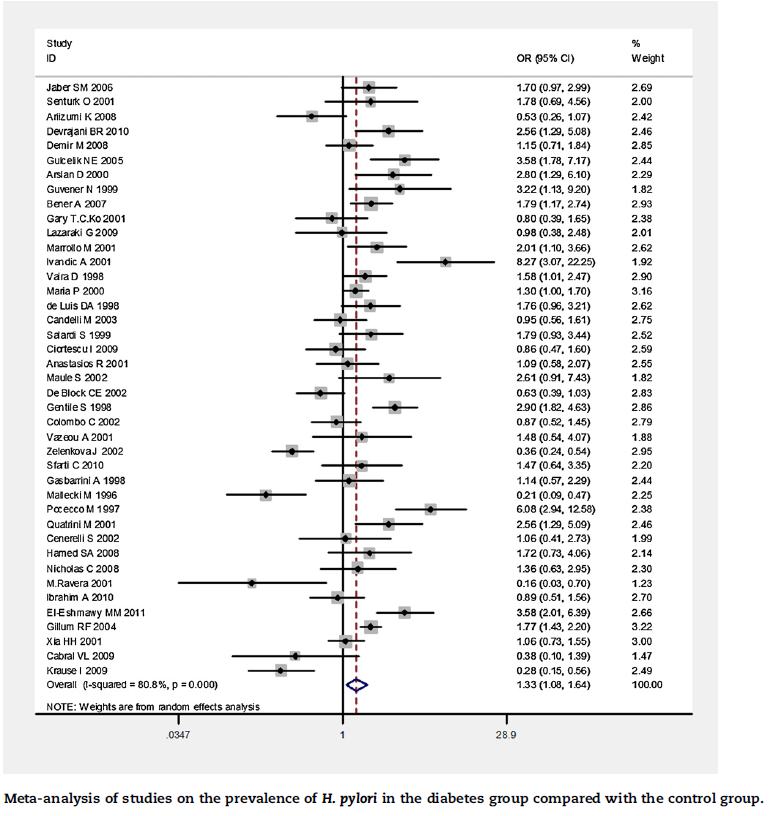 Study %
ID OR (95% CI) Weight
Jaber SM 2006 1.70 (0.97, 2.99) 2.69
Senturk O 2001 1.78 (0.69, 4.56) 2.00
Ariizumi K 2008 0.53 (0.26, 1.07) 2.42
Devrajani BR 2010 2.56 (1.29, 5.08) 2.46
Demir M 2008 1.15 (0.71, 1.84) 2.85
Gulcelik NE 2005 3.58 (1.78, 7.17) 2.44
Arslan D 2000 2.80 (1.29, 6.10) 2.29
Guvener N 1999 3.22 (1.13, 9.20) 1.82
Bener A 2007 1.79 (1.17, 2.74) 2.93
Gary T.C.Ko 2001 0.80 (0.39, 1.65) 2.38
Lazaraki G 2009 0.98 (0.38, 2.48) 2.01
Marrollo M 2001 2.01 (1.10, 3.66) 2.62
Ivandic A 2001 8.27 (3.07, 22.25) 1.92
Vaira D 1998 1.58 (1.01, 2.47) 2.90
Maria P 2000 1.30 (1.00, 1.70) 3.16
de Luis DA 1998 1.76 (0.96, 3.21) 2.62
Candelli M 2003 0.95 (0.56, 1.61) 2.75
Salardi S 1999 1.79 (0.93, 3.44) 2.52
Ciortescu I 2009 0.86 (0.47, 1.60) 2.59
Anastasios R 2001 1.09 (0.58, 2.07) 2.55
Maule S 2002 2.61 (0.91, 7.43) 1.82
De Block CE 2002 0.63 (0.39, 1.03) 2.83
Gentile S 1998 2.90 (1.82, 4.63) 2.86
Colombo C 2002 0.87 (0.52, 1.45) 2.79
Vazeou A 2001 1.48 (0.54, 4.07) 1.88
Zelenkova J 2002 0.36 (0.24, 0.54) 2.95
Sfarti C 2010 1.47 (0.64, 3.35) 2.20
Gasbarrini A 1998 1.14 (0.57, 2.29) 2.44
Mallecki M 1996 0.21 (0.09, 0.47) 2.25
Pocecco M 1997 6.08 (2.94, 12.58) 2.38
Quatrini M 2001 2.56 (1.29, 5.09) 2.46
Cenerelli S 2002 1.06 (0.41, 2.73) 1.99
Hamed SA 2008 1.72 (0.73, 4.06) 2.14
Nicholas C 2008 1.36 (0.63, 2.95) 2.30
M.Ravera 2001 0.16 (0.03, 0.70) 1.23
Ibrahim A 2010 0.89 (0.51, 1.56) 2.70
El-Eshmawy MM 2011 3.58 (2.01, 6.39) 2.66
Gillum RF 2004 1.77 (1.43, 2.20) 3.22
Xia HH 2001 1.06 (0.73, 1.55) 3.00
Cabral VL 2009 0.38 (0.10, 1.39) 1.47
Krause I 2009 0.28 (0.15, 0.56) 2.49
Overall (I-squared = 80.8%, p = 0.000) 1.33 (1.08, 1.64) 100.00
NOTE: Weights are from random effects analysis
.0347 1 28.9
Meta-analysis of studies on the prevalence of H. pylori in the diabetes group compared with the control group.